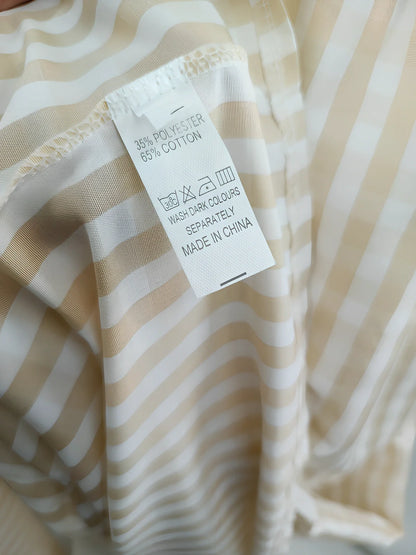 35% POLYESTER
65% COTTON
WASH DARK COLOURS
SEPARATELY
MADE IN CHINA